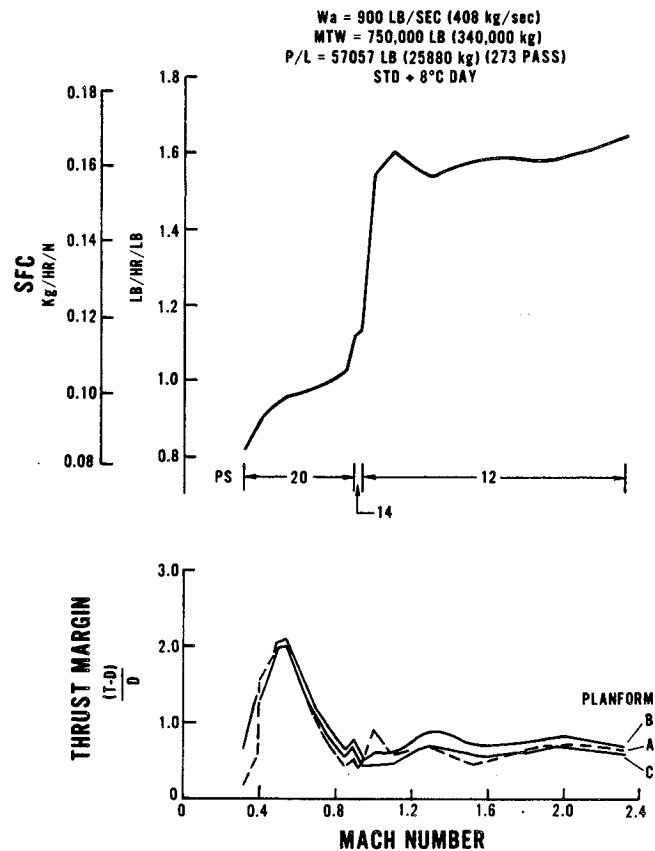 Wa = 900 LB/SEC (408 kg/sec)
MTW = 750,000 LB (340,000 kg)
P/L = 57057 LB (25880 kg) (273 PASS)
STD + 8°C DAY
SFC
Kg/HR/N
0.18
0.16
0.14
0.12
0.10
0.08
LB/HR/LB
1.8
1.6
1.4
1.2
1.0
0.8
PS
20
12
14
THRUST MARGIN
(T-D)
D
3.0
2.0
1.0
0
PLANFORM
B
A
C
0
0.4
0.8
1.2
1.6
2.0
2.4
MACH NUMBER